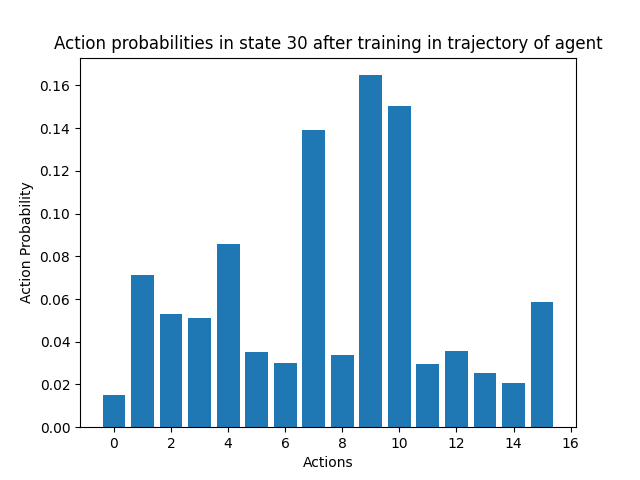 Action probabilities in state 30 after training in trajectory of agent
0.16
0.14
0.12
0.10
0.08
0.06
0.04
0.02
0.00
Action Probability
0 2 4 6 8 10 12 14 16
Actions